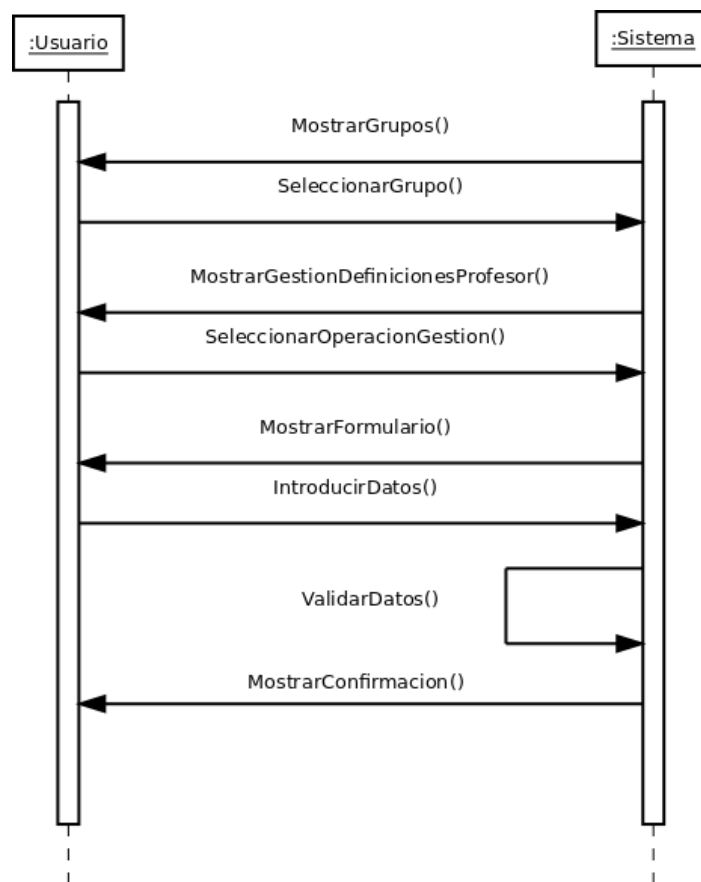 :Usuario
:Sistema
MostrarGrupos()
SeleccionarGrupo()
MostrarGestionDefinicionesProfesor()
SeleccionarOperacionGestion()
MostrarFormulario()
IntroducirDatos()
ValidarDatos()
MostrarConfirmacion()